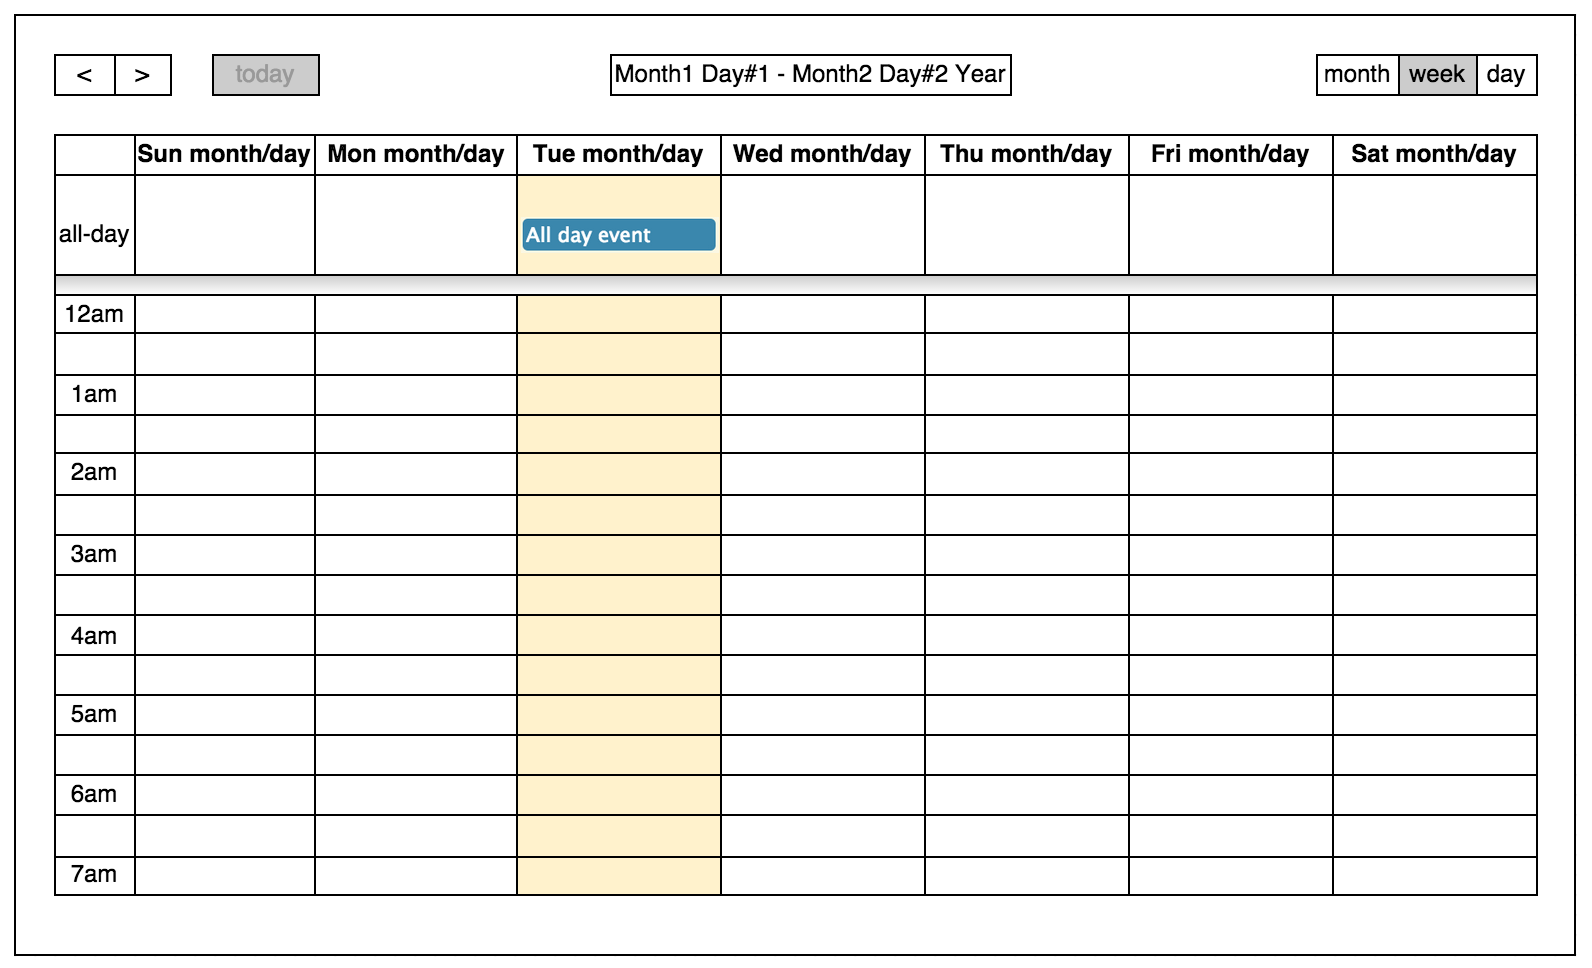 < > today Month1 Day#1 - Month2 Day#2 Year month week day
Sun month/day Mon month/day Tue month/day Wed month/day Thu month/day Fri month/day Sat month/day
all-day All day event
12am
1am
2am
3am
4am
5am
6am
7am